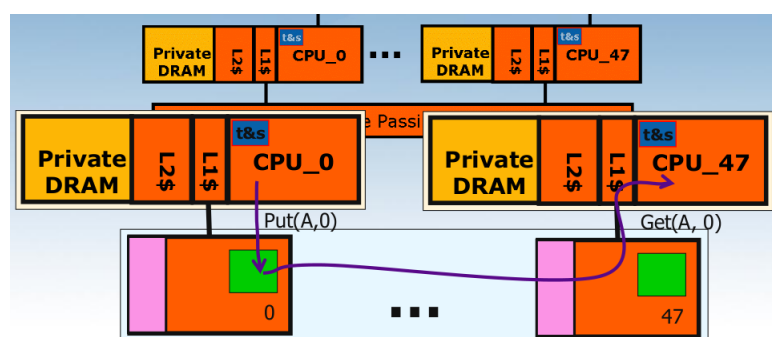 t&s
t&s
Private
DRAM
L2$
L1$
CPU_0
...
Private
DRAM
L2$
L1$
CPU_47
e Passi
t&s
t&s
Private
DRAM
L2$
L1$
CPU_0
Private
DRAM
L2$
L1$
CPU_47
Put(A,0)
Get(A, 0)
0
...
47